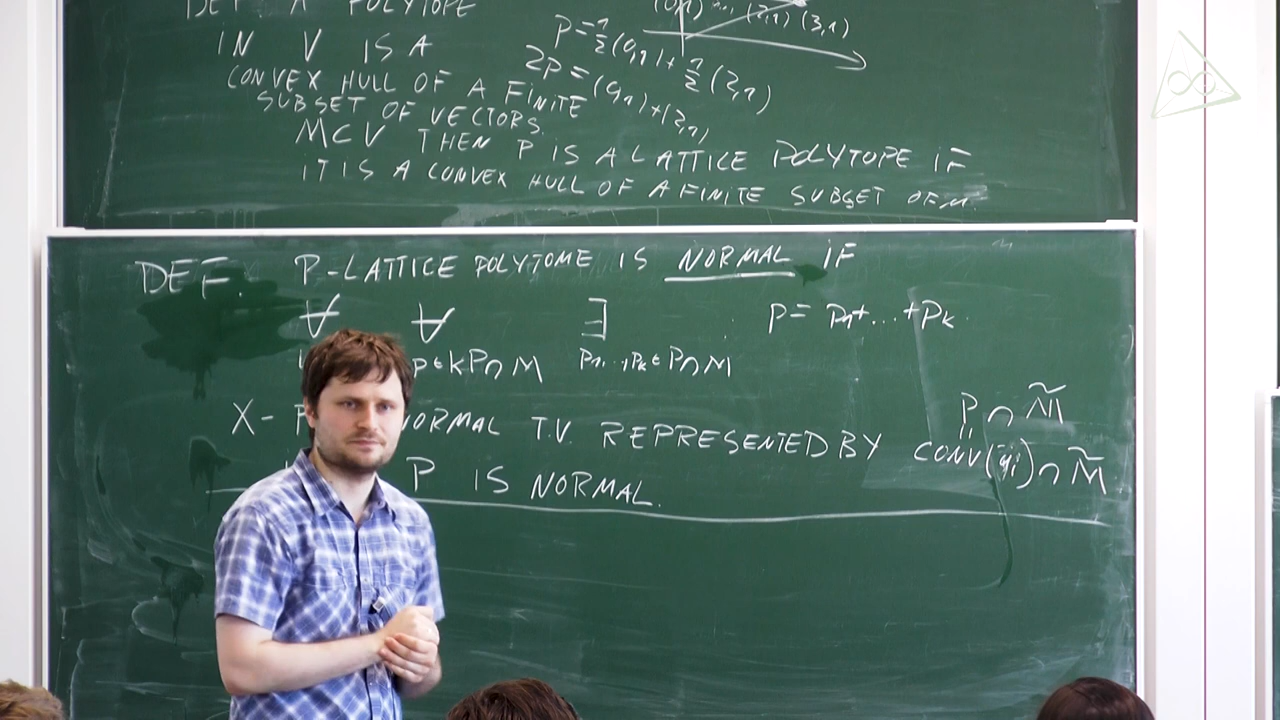 DEF A POLYTOPE
IN V IS A
CONVEX HULL OF A FINITE
SUBSET OF VECTORS.
(0,1) ... (2,1) (3,1)
P=½(0,1)+½(2,1)
2P=(0,1)+(2,1)
M⊂V THEN P IS A LATTICE POLYTOPE IF
IT IS A CONVEX HULL OF A FINITE SUBSET OF M.
DEF. P-LATTICE POLYTOME IS NORMAL IF
∀ ∀ ∃ P= P1+...+Pk
p∈kP∩M P1,..,Pk∈P∩M
X- NORMAL T.V. REPRESENTED BY P∩M̃
CONV( )∩M̃
P IS NORMAL.